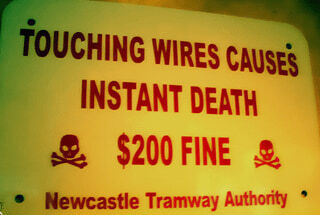 TOUCHING WIRES CAUSES
INSTANT DEATH
$200 FINE
Newcastle Tramway Authority